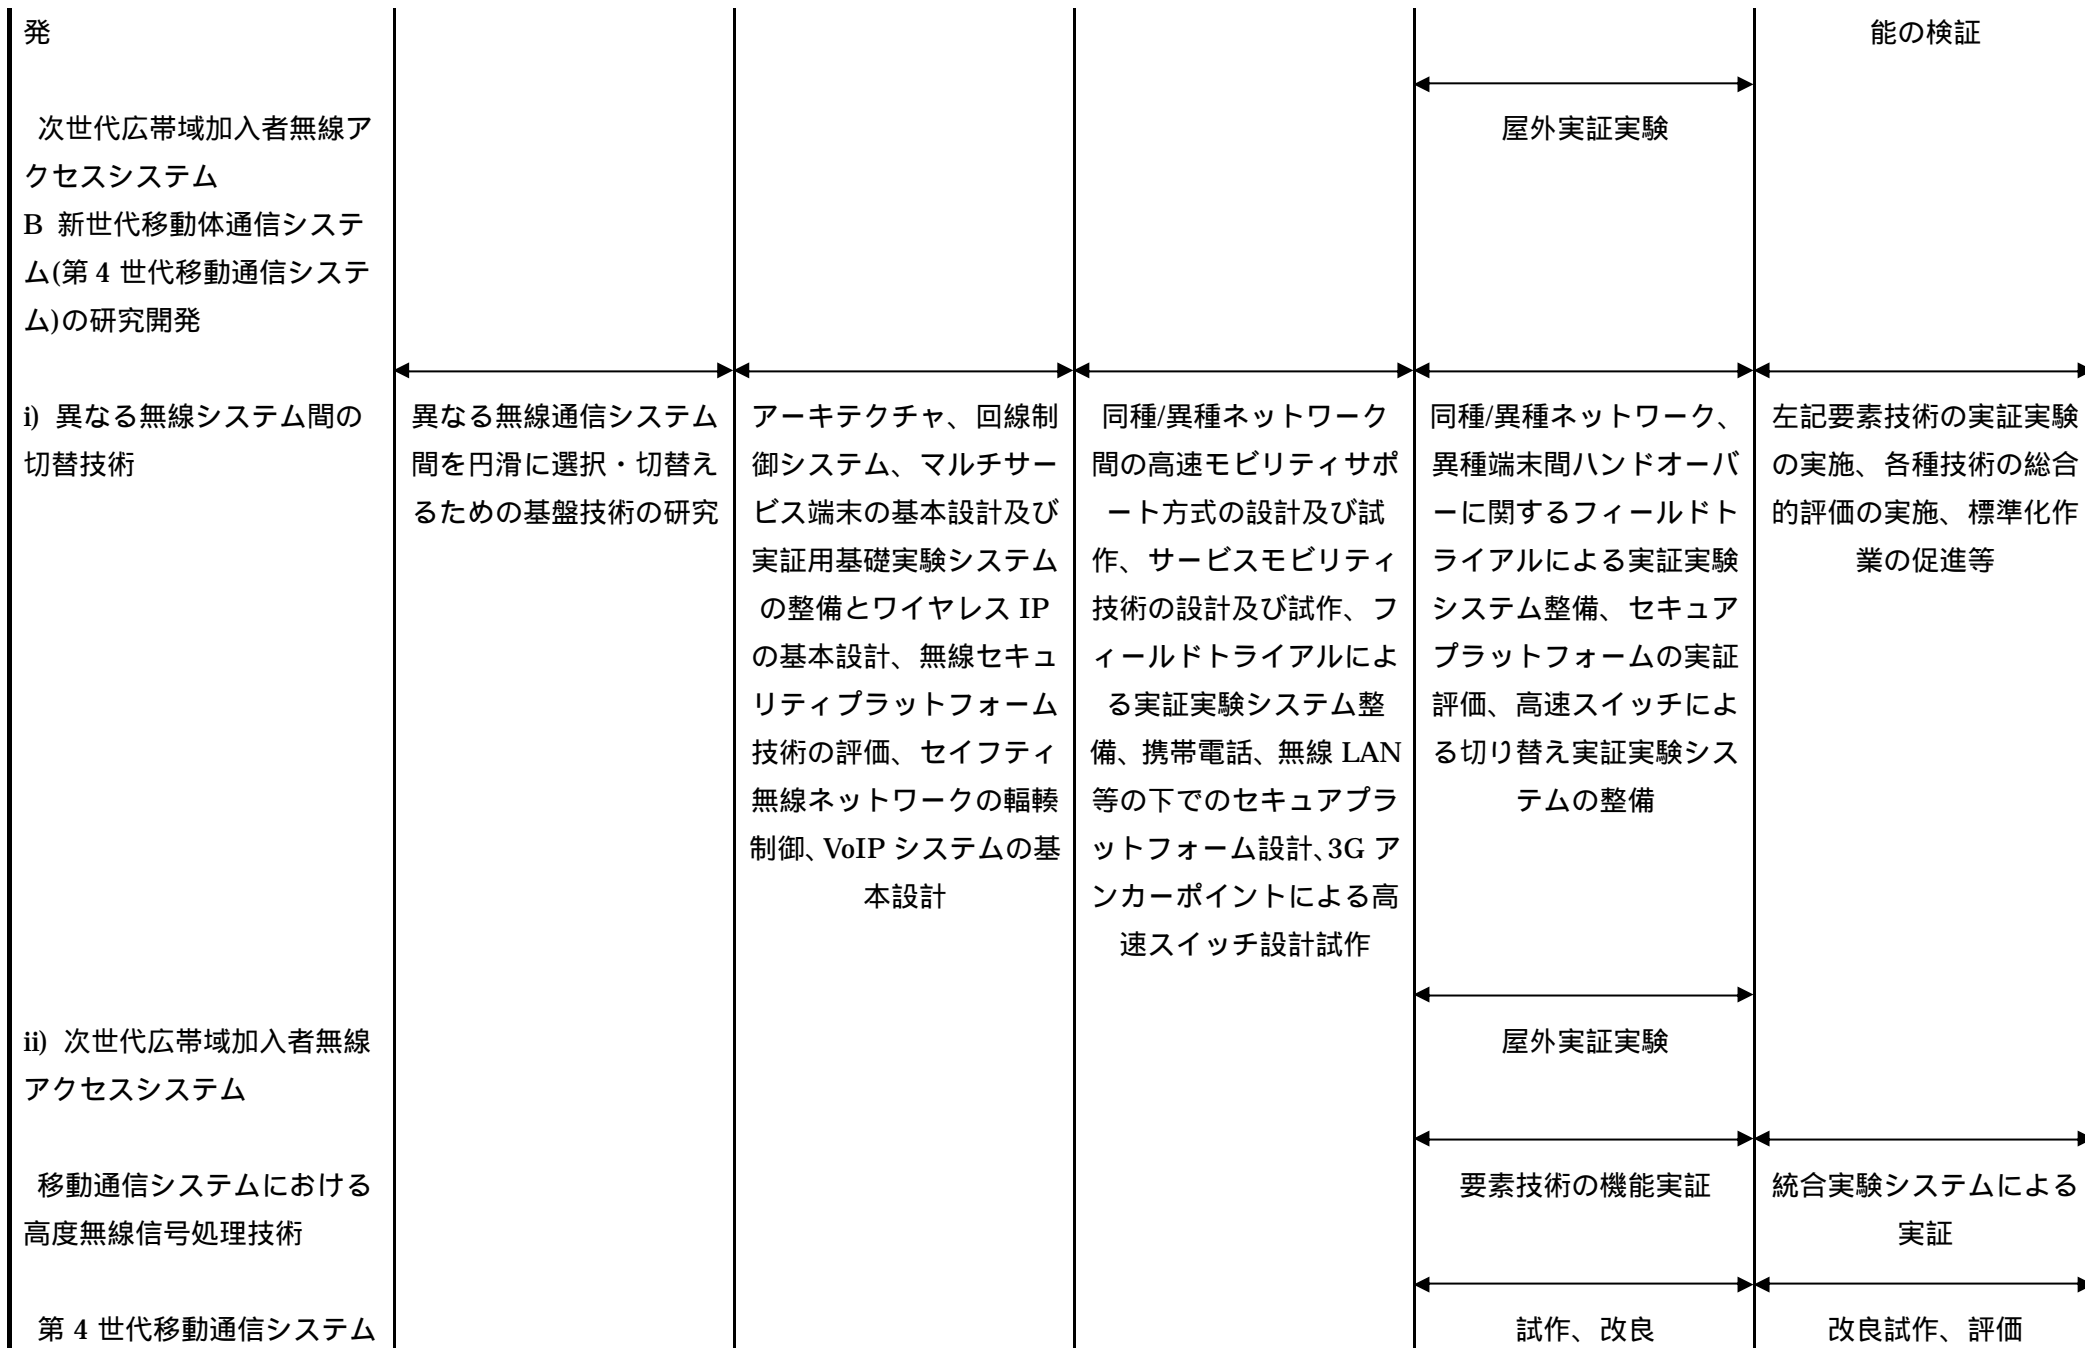 発
能の検証
次世代広帯域加入者無線ア
クセスシステム
屋外実証実験
B 新世代移動体通信システ
ム(第 4 世代移動通信システ
ム)の研究開発
i) 異なる無線システム間の
切替技術
異なる無線通信システム
間を円滑に選択・切替え
るための基盤技術の研究
アーキテクチャ、回線制
御システム、マルチサー
ビス端末の基本設計及び
実証用基礎実験システム
の整備とワイヤレス IP
の基本設計、無線セキュ
リティプラットフォーム
技術の評価、セイフティ
無線ネットワークの輻輳
制御、VoIP システムの基
本設計
同種/異種ネットワーク
間の高速モビリティサポ
ート方式の設計及び試
作、サービスモビリティ
技術の設計及び試作、フ
ィールドトライアルによ
る実証実験システム整
備、携帯電話、無線 LAN
等の下でのセキュアプラ
ットフォーム設計、3G ア
ンカーポイントによる高
速スイッチ設計試作
同種/異種ネットワーク、
異種端末間ハンドオーバ
ーに関するフィールドト
ライアルによる実証実験
システム整備、セキュア
プラットフォームの実証
評価、高速スイッチによ
る切り替え実証実験シス
テムの整備
左記要素技術の実証実験
の実施、各種技術の総合
的評価の実施、標準化作
業の促進等
ii) 次世代広帯域加入者無線
アクセスシステム
屋外実証実験
移動通信システムにおける
高度無線信号処理技術
要素技術の機能実証
統合実験システムによる
実証
第 4 世代移動通信システム
試作、改良
改良試作、評価